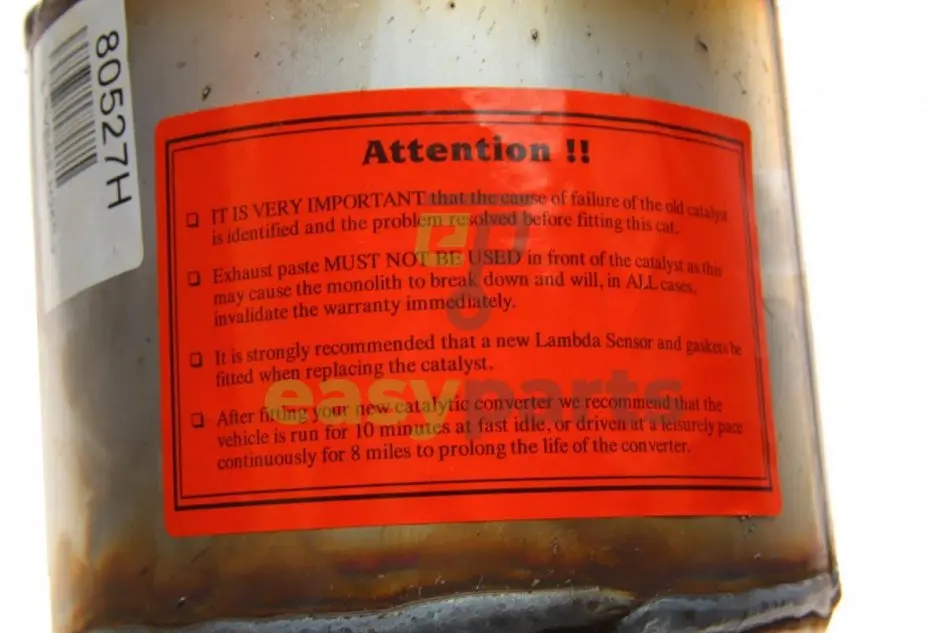 80527H
Attention !!
❏ IT IS VERY IMPORTANT that the cause of failure of the old catalyst
is identified and the problem resolved before fitting this cat.
❏ Exhaust paste MUST NOT BE USED in front of the catalyst as this
may cause the monolith to break down and will, in ALL cases,
invalidate the warranty immediately.
❏ It is strongly recommended that a new Lambda Sensor and gaskets be
fitted when replacing the catalyst.
❏ After fitting your new catalytic converter we recommend that the
vehicle is run for 10 minutes at fast idle, or driven at a leisurely pace
continuously for 8 miles to prolong the life of the converter.
easyparts